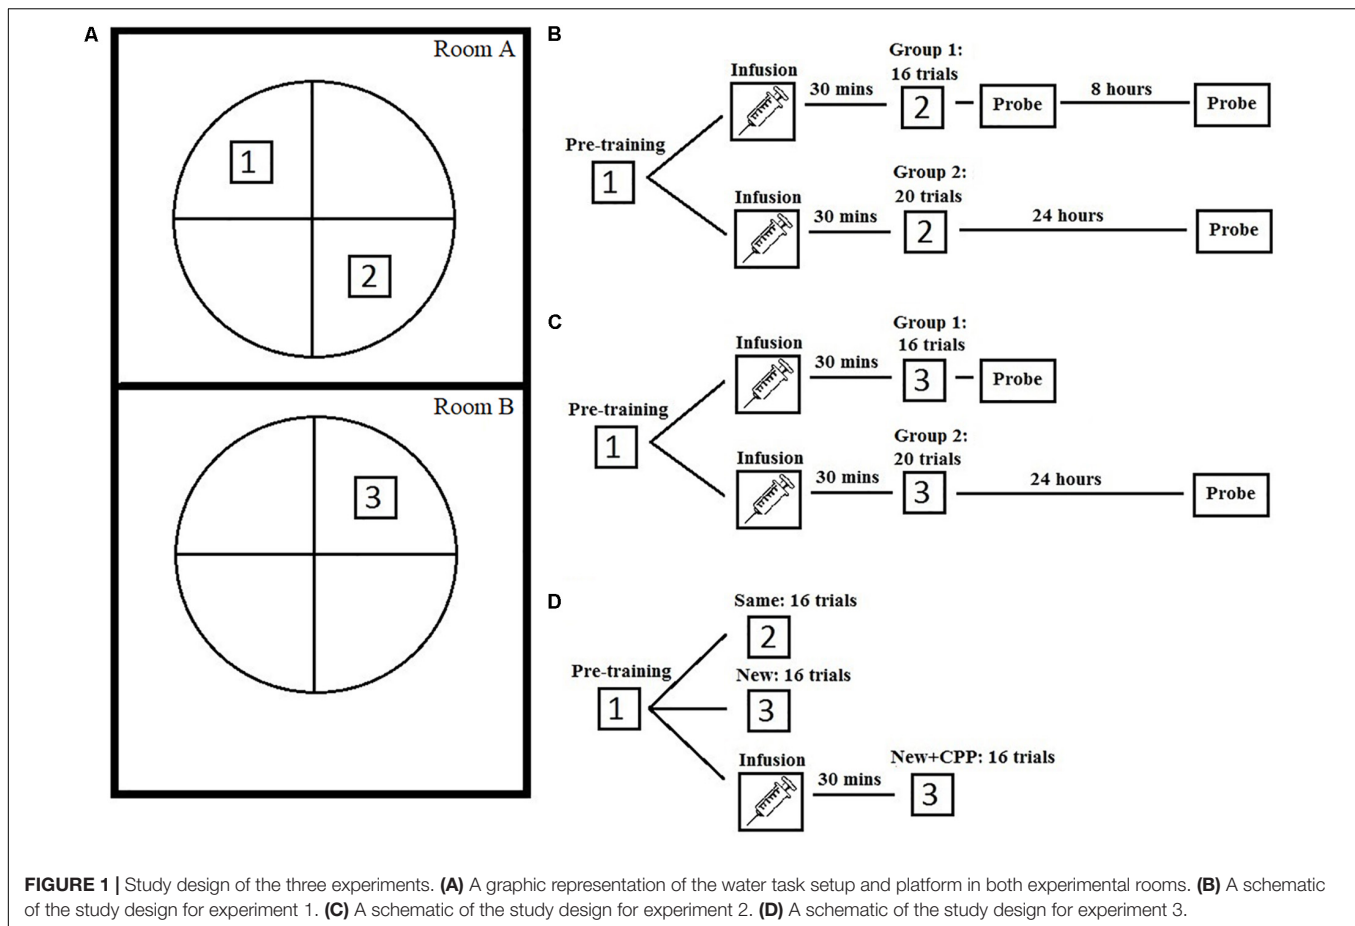 A
Room A
1
2
Room B
3
B
Pre-training
1
Infusion
30 mins
Group 1:
16 trials
2
Probe
8 hours
Probe
Infusion
30 mins
Group 2:
20 trials
2
24 hours
Probe
C
Pre-training
1
Infusion
30 mins
Group 1:
16 trials
3
Probe
Infusion
30 mins
Group 2:
20 trials
3
24 hours
Probe
D
Pre-training
1
Same: 16 trials
2
New: 16 trials
3
Infusion
30 mins
New+CPP: 16 trials
3
FIGURE 1 | Study design of the three experiments. (A) A graphic representation of the water task setup and platform in both experimental rooms. (B) A schematic
of the study design for experiment 1. (C) A schematic of the study design for experiment 2. (D) A schematic of the study design for experiment 3.